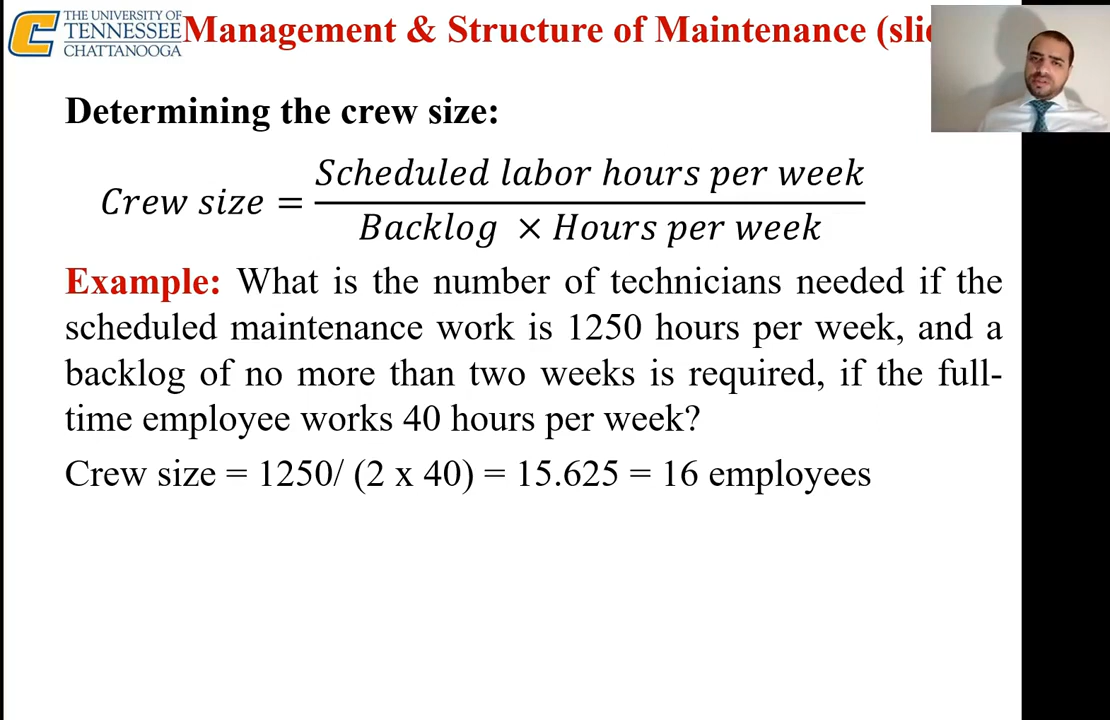 THE UNIVERSITY OF
TENNESSEE
CHATTANOOGA
Management & Structure of Maintenance
Determining the crew size:
Crew size = Scheduled labor hours per week / Backlog × Hours per week
Example: What is the number of technicians needed if the
scheduled maintenance work is 1250 hours per week, and a
backlog of no more than two weeks is required, if the full-
time employee works 40 hours per week?
Crew size = 1250/ (2 x 40) = 15.625 = 16 employees